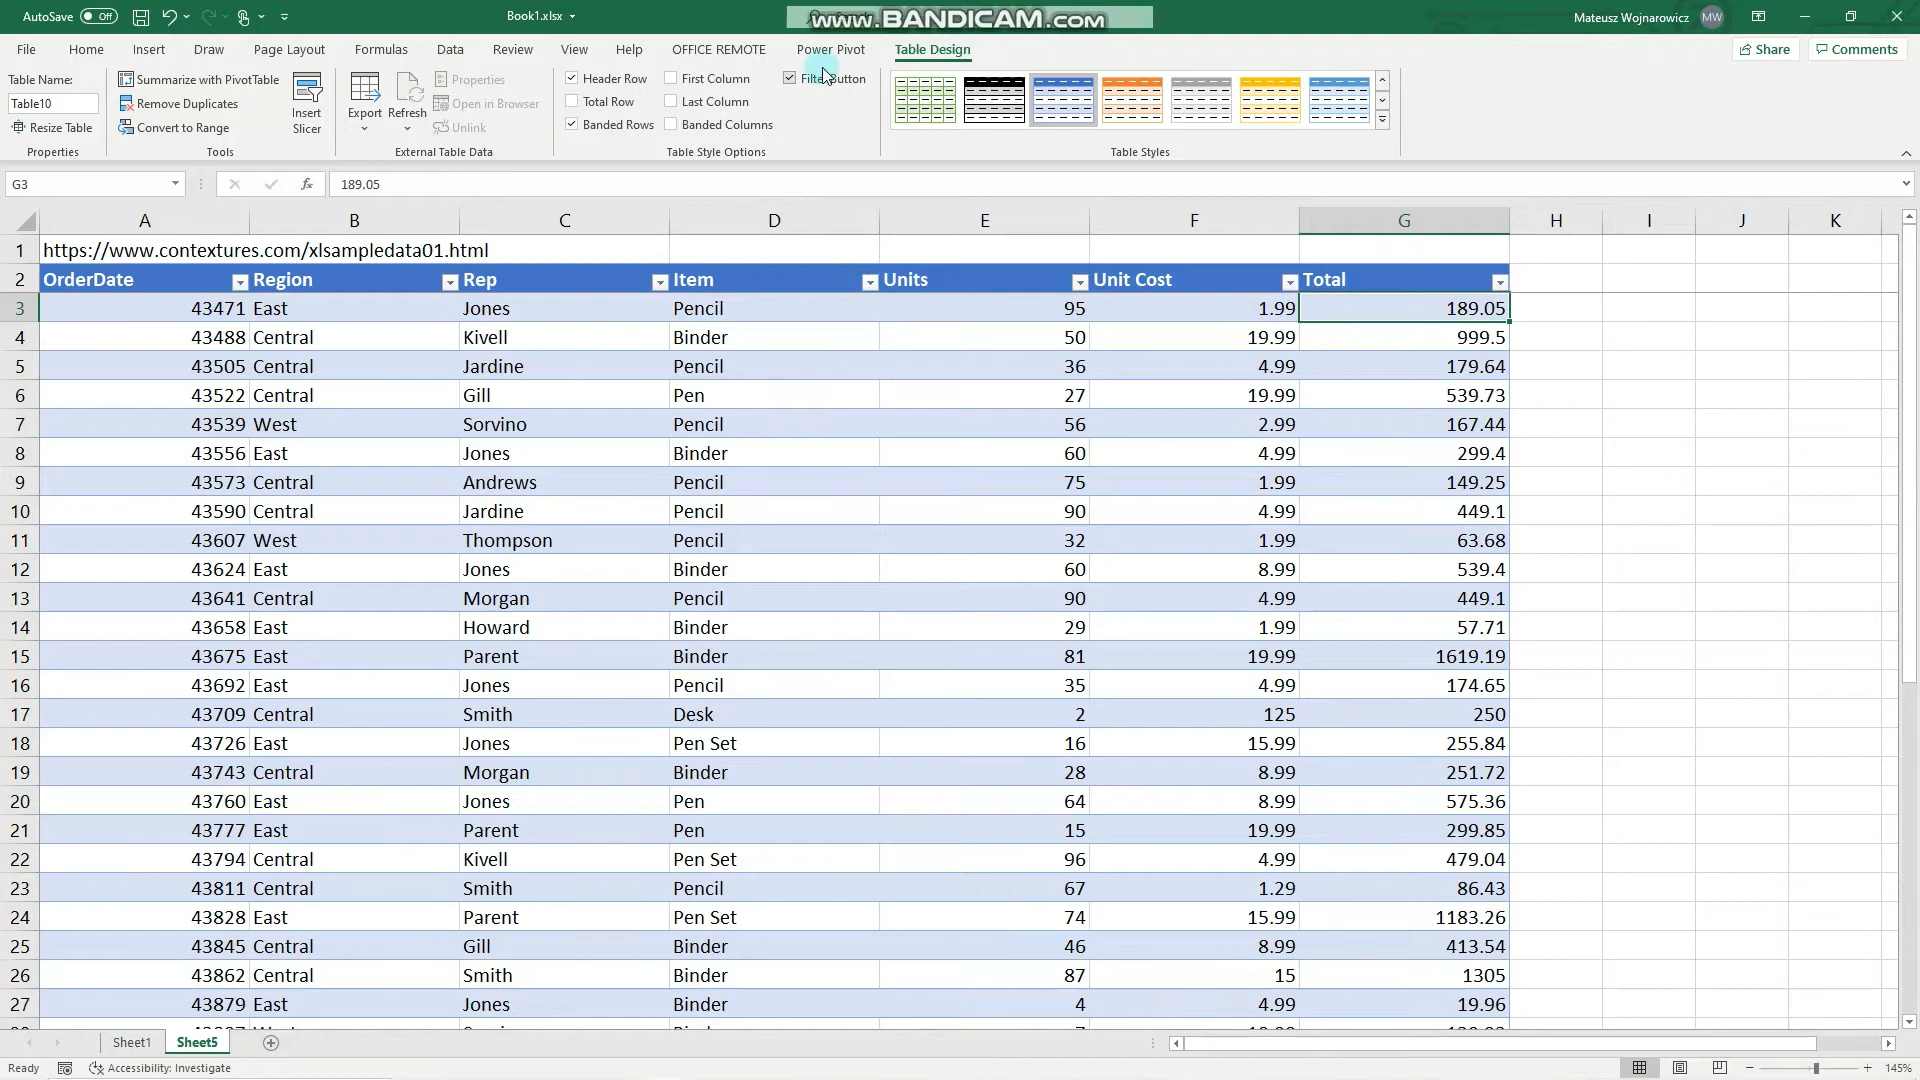 AutoSave Off Book1.xlsx WWW.BANDICAM.COM Mateusz Wojnarowicz MW
File Home Insert Draw Page Layout Formulas Data Review View Help OFFICE REMOTE Power Pivot Table Design Share Comments
Table Name: Summarize with PivotTable Properties Header Row First Column Filter Button
Table10 Remove Duplicates Insert Slicer Export Refresh Open in Browser Total Row Last Column
Resize Table Convert to Range Unlink Banded Rows Banded Columns
Properties Tools External Table Data Table Style Options Table Styles
G3 fx 189.05
A B C D E F G H I J K
1 https://www.contextures.com/xlsampledata01.html
2 OrderDate Region Rep Item Units Unit Cost Total
3 43471 East Jones Pencil 95 1.99 189.05
4 43488 Central Kivell Binder 50 19.99 999.5
5 43505 Central Jardine Pencil 36 4.99 179.64
6 43522 Central Gill Pen 27 19.99 539.73
7 43539 West Sorvino Pencil 56 2.99 167.44
8 43556 East Jones Binder 60 4.99 299.4
9 43573 Central Andrews Pencil 75 1.99 149.25
10 43590 Central Jardine Pencil 90 4.99 449.1
11 43607 West Thompson Pencil 32 1.99 63.68
12 43624 East Jones Binder 60 8.99 539.4
13 43641 Central Morgan Pencil 90 4.99 449.1
14 43658 East Howard Binder 29 1.99 57.71
15 43675 East Parent Binder 81 19.99 1619.19
16 43692 East Jones Pencil 35 4.99 174.65
17 43709 Central Smith Desk 2 125 250
18 43726 East Jones Pen Set 16 15.99 255.84
19 43743 Central Morgan Binder 28 8.99 251.72
20 43760 East Jones Pen 64 8.99 575.36
21 43777 East Parent Pen 15 19.99 299.85
22 43794 Central Kivell Pen Set 96 4.99 479.04
23 43811 Central Smith Pencil 67 1.29 86.43
24 43828 East Parent Pen Set 74 15.99 1183.26
25 43845 Central Gill Binder 46 8.99 413.54
26 43862 Central Smith Binder 87 15 1305
27 43879 East Jones Binder 4 4.99 19.96
Sheet1 Sheet5
Ready Accessibility: Investigate 145%